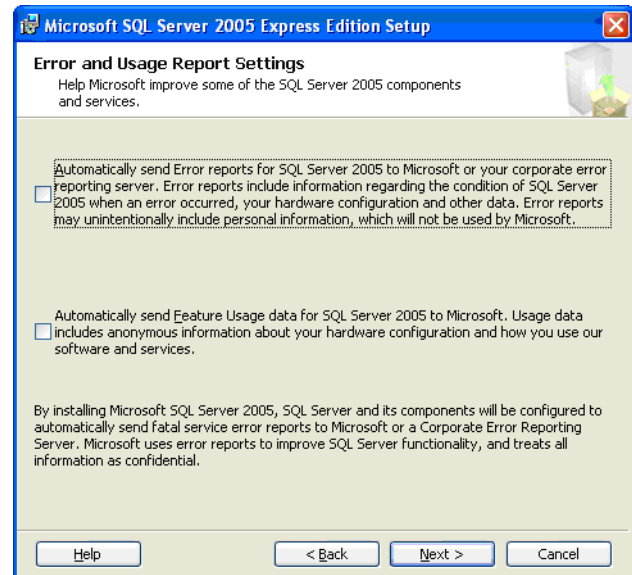 Microsoft SQL Server 2005 Express Edition Setup
Error and Usage Report Settings
Help Microsoft improve some of the SQL Server 2005 components
and services.
Automatically send Error reports for SQL Server 2005 to Microsoft or your corporate error
reporting server. Error reports include information regarding the condition of SQL Server
2005 when an error occurred, your hardware configuration and other data. Error reports
may unintentionally include personal information, which will not be used by Microsoft.
Automatically send Feature Usage data for SQL Server 2005 to Microsoft. Usage data
includes anonymous information about your hardware configuration and how you use our
software and services.
By installing Microsoft SQL Server 2005, SQL Server and its components will be configured to
automatically send fatal service error reports to Microsoft or a Corporate Error Reporting
Server. Microsoft uses error reports to improve SQL Server functionality, and treats all
information as confidential.
Help
< Back
Next >
Cancel